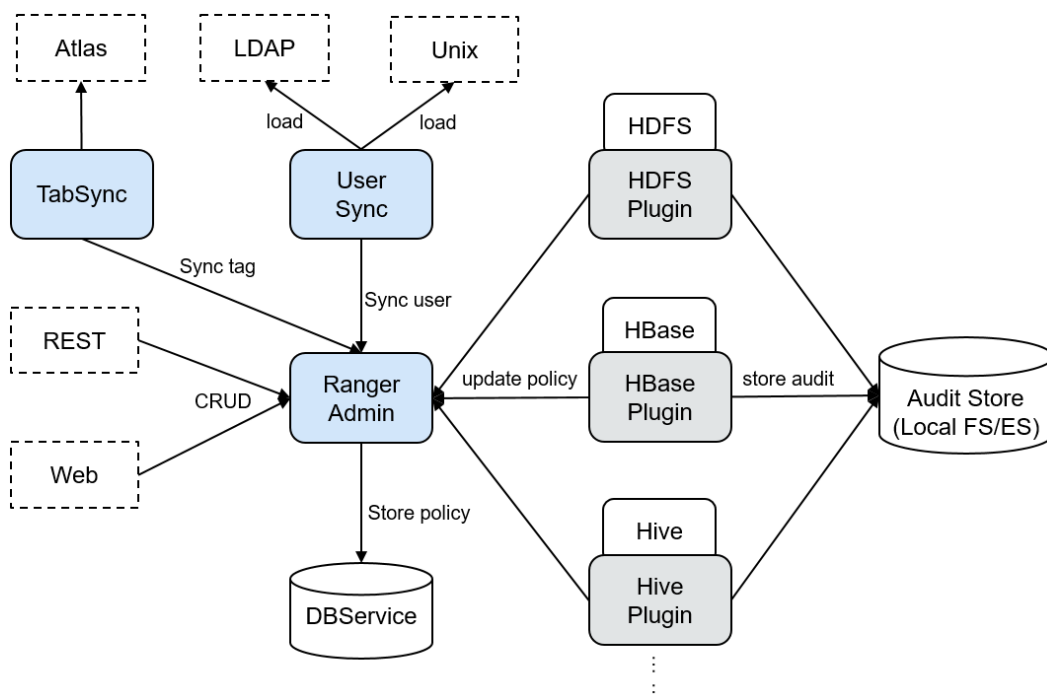 Atlas
LDAP
Unix
load
load
HDFS
TabSync
User
Sync
HDFS
Plugin
Sync tag
Sync user
REST
HBase
Ranger
Admin
update policy
HBase
Plugin
store audit
CRUD
Audit Store
(Local FS/ES)
Web
Store policy
Hive
Hive
Plugin
DBService